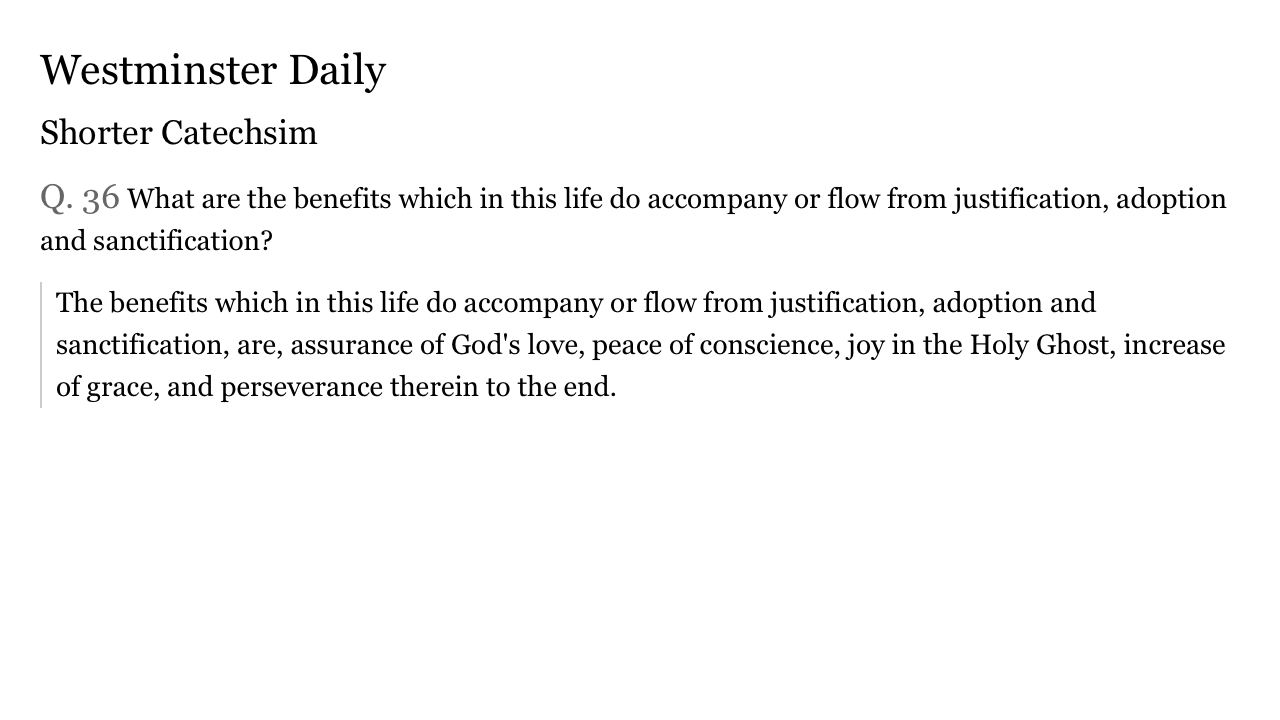 Westminster Daily
Shorter Catechsim
Q. 36 What are the benefits which in this life do accompany or flow from justification, adoption
and sanctification?
The benefits which in this life do accompany or flow from justification, adoption and
sanctification, are, assurance of God's love, peace of conscience, joy in the Holy Ghost, increase
of grace, and perseverance therein to the end.